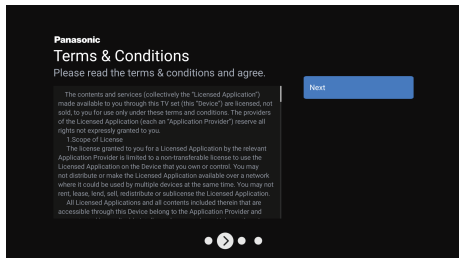 Panasonic
Terms & Conditions
Please read the terms & conditions and agree.
The contents and services (collectively the "Licensed Application")
made available to you through this TV set (this "Device") are licensed, not
sold, to you for use only under these terms and conditions. The providers
of the Licensed Application (each an "Application Provider") reserve all
rights not expressly granted to you.
1.Scope of License
The license granted to you for a Licensed Application by the relevant
Application Provider is limited to a non-transferable license to use the
Licensed Application on the Device that you own or control. You may
not distribute or make the Licensed Application available over a network
where it could be used by multiple devices at the same time. You may not
rent, lease, lend, sell, redistribute or sublicense the Licensed Application.
All Licensed Applications and all contents included therein that are
accessible through this Device belong to the Application Provider and
Next